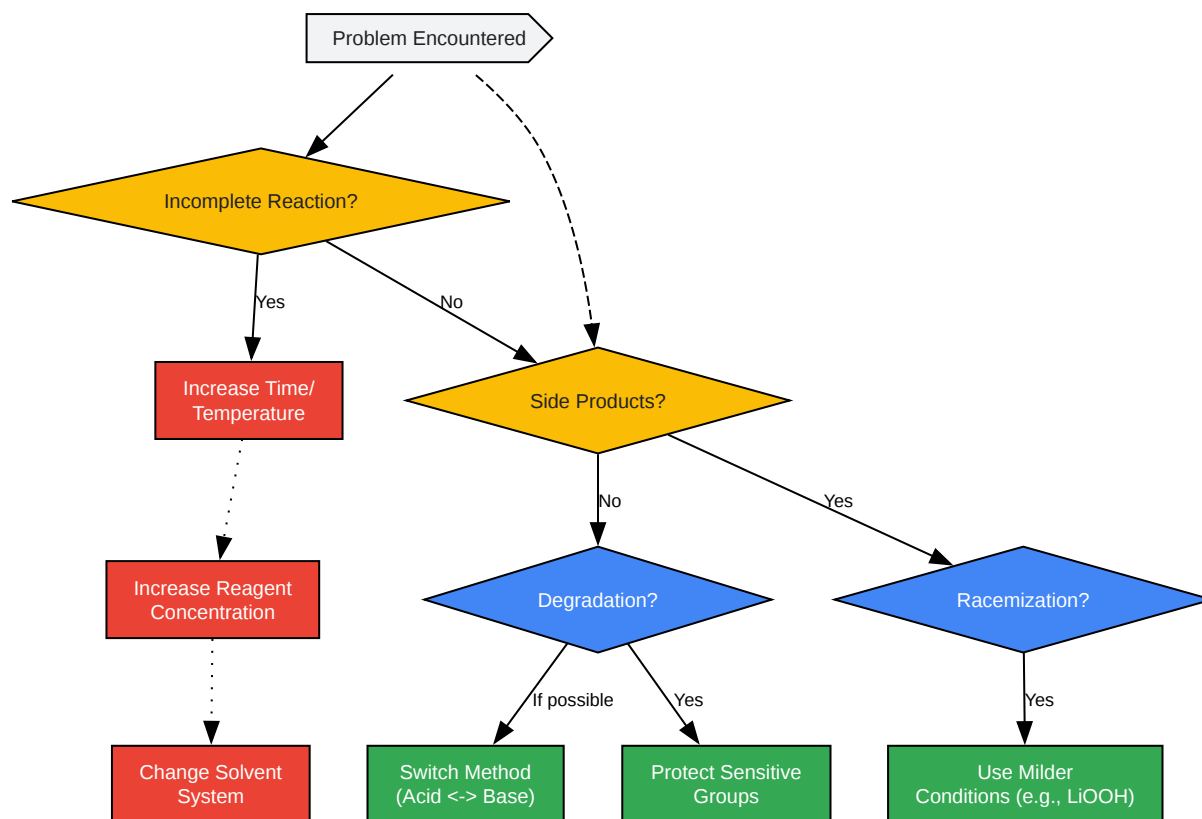 Problem Encountered
Incomplete Reaction?
Yes
No
Increase Time/
Temperature
Side Products?
No
Yes
Increase Reagent
Concentration
Degradation?
Racemization?
If possible
Yes
Yes
Change Solvent
System
Switch Method
(Acid <-> Base)
Protect Sensitive
Groups
Use Milder
Conditions (e.g., LiOOH)